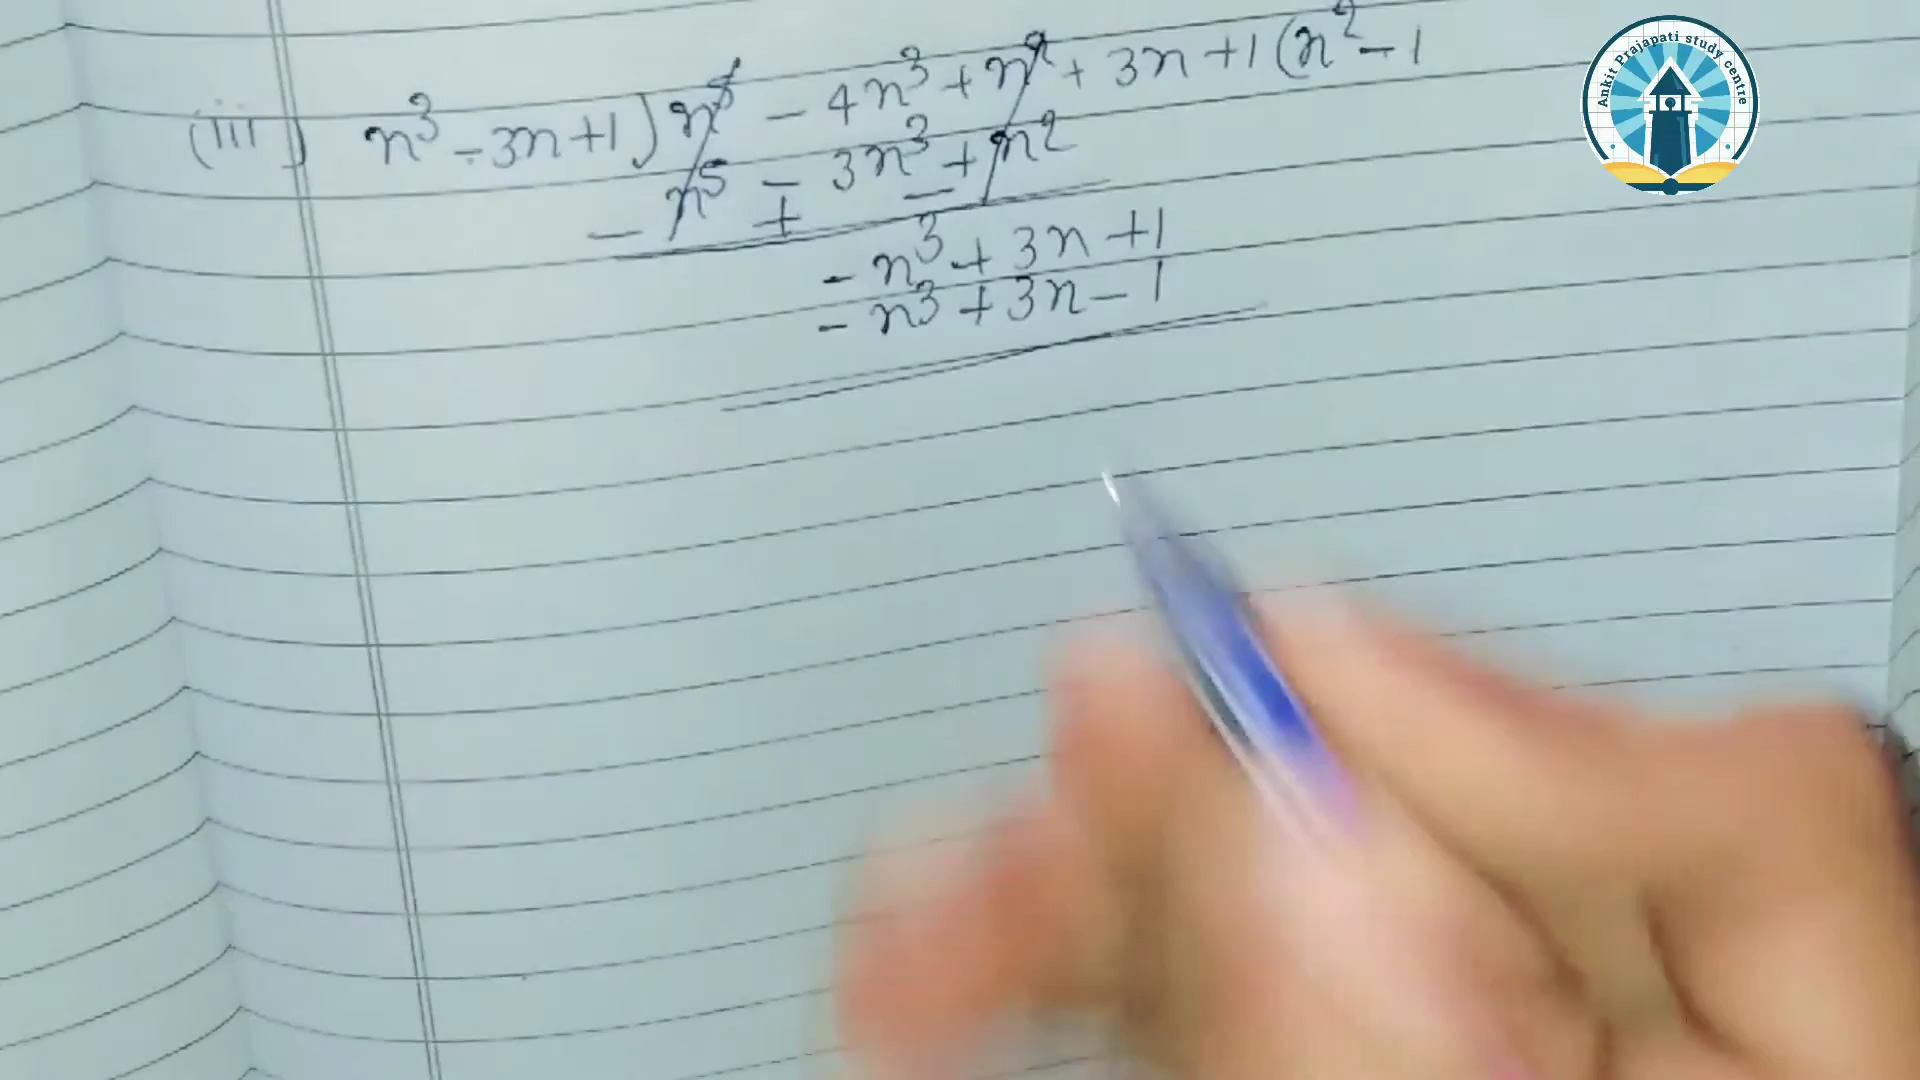 (iii) x³ - 3x + 1) x⁵ - 4x³ + x² + 3x + 1 (x² - 1
x⁵ - 3x³ + x²
- + -
- x³ + 3x + 1
- x³ + 3x - 1
Ankit Prajapati study centre